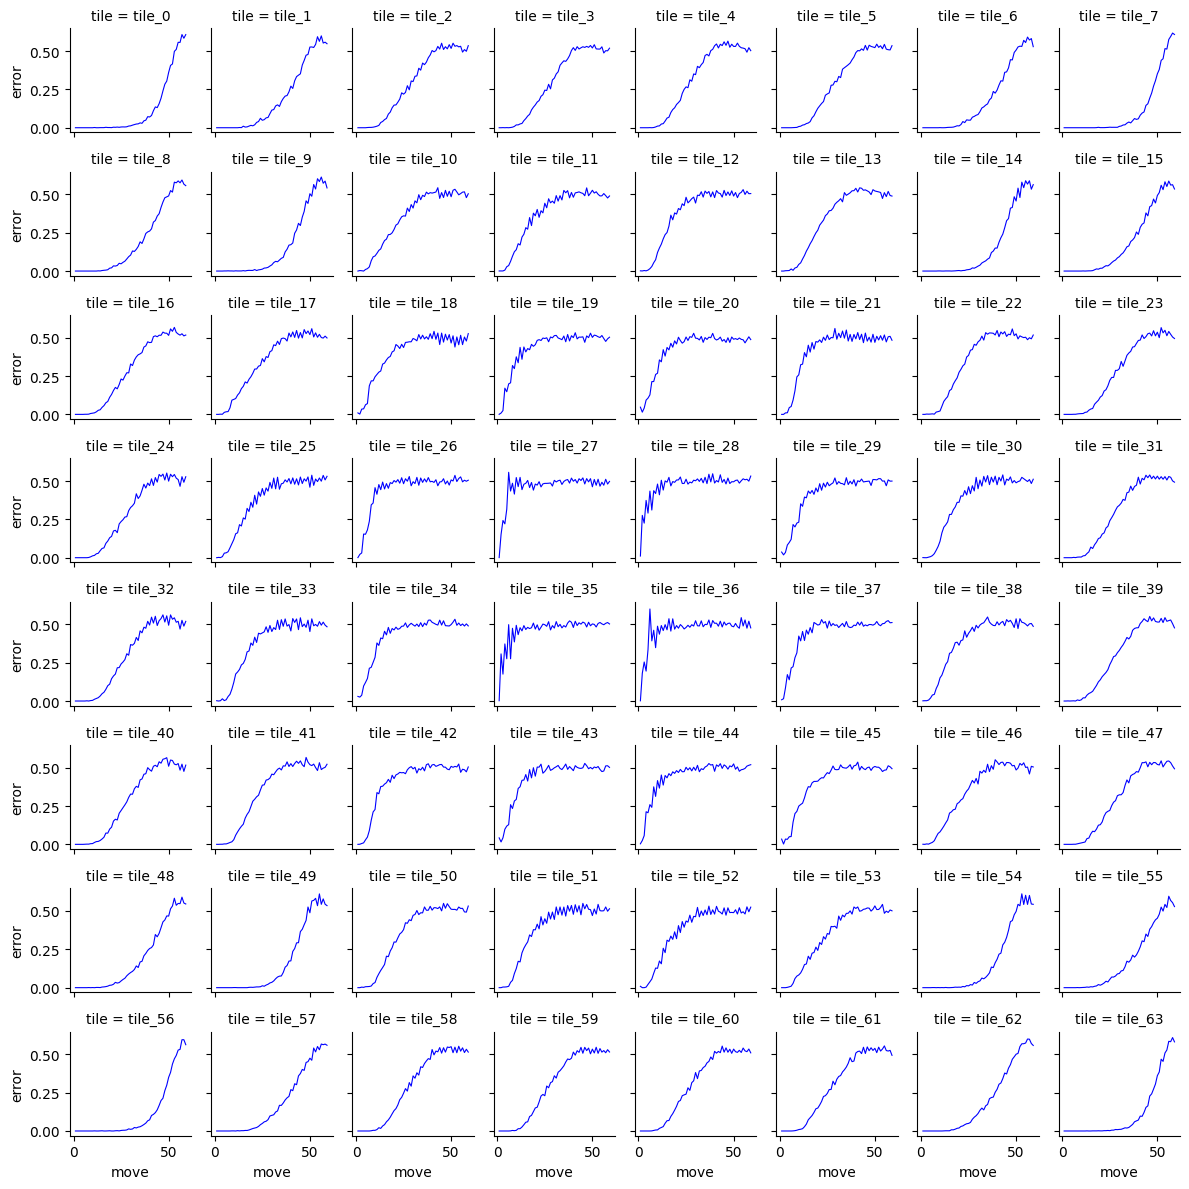 tile = tile_0 tile = tile_1 tile = tile_2 tile = tile_3 tile = tile_4 tile = tile_5 tile = tile_6 tile = tile_7
0.50
error
0.25
0.00
tile = tile_8 tile = tile_9 tile = tile_10 tile = tile_11 tile = tile_12 tile = tile_13 tile = tile_14 tile = tile_15
0.50
error
0.25
0.00
tile = tile_16 tile = tile_17 tile = tile_18 tile = tile_19 tile = tile_20 tile = tile_21 tile = tile_22 tile = tile_23
0.50
error
0.25
0.00
tile = tile_24 tile = tile_25 tile = tile_26 tile = tile_27 tile = tile_28 tile = tile_29 tile = tile_30 tile = tile_31
0.50
error
0.25
0.00
tile = tile_32 tile = tile_33 tile = tile_34 tile = tile_35 tile = tile_36 tile = tile_37 tile = tile_38 tile = tile_39
0.50
error
0.25
0.00
tile = tile_40 tile = tile_41 tile = tile_42 tile = tile_43 tile = tile_44 tile = tile_45 tile = tile_46 tile = tile_47
0.50
error
0.25
0.00
tile = tile_48 tile = tile_49 tile = tile_50 tile = tile_51 tile = tile_52 tile = tile_53 tile = tile_54 tile = tile_55
0.50
error
0.25
0.00
tile = tile_56 tile = tile_57 tile = tile_58 tile = tile_59 tile = tile_60 tile = tile_61 tile = tile_62 tile = tile_63
0.50
error
0.25
0.00
0 50 0 50 0 50 0 50 0 50 0 50 0 50 0 50
move move move move move move move move